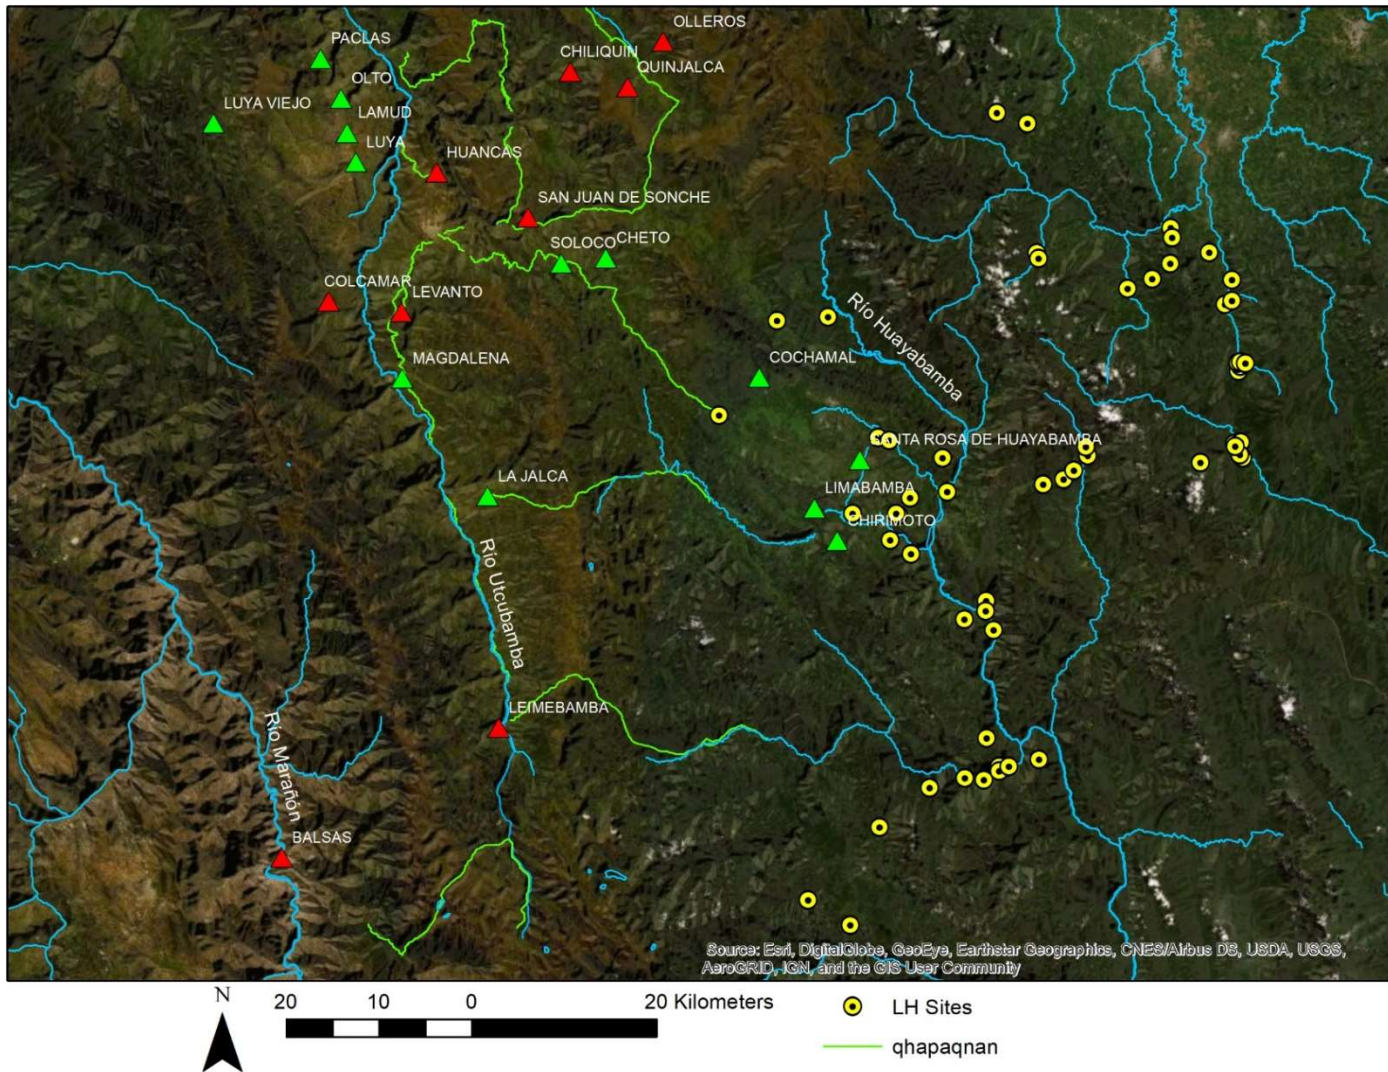 OLLEROS
PACLAS
CHILIQUIN
QUINJALCA
OLTO
LUYA VIEJO
LAMUD
LUYA
HUANCAS
SAN JUAN DE SONCHE
SOLOCO
CHETO
COLCAMAR
LEVANTO
Río Huayabamba
MAGDALENA
COCHAMAL
SANTA ROSA DE HUAYABAMBA
LA JALCA
LIMABAMBA
CHIRIMOTO
Río Utcubamba
LEIMEBAMBA
Río Marañón
BALSAS
Source: Esri, DigitalGlobe, GeoEye, Earthstar Geographics, CNES/Airbus DS, USDA, USGS,
AeroGRID, IGN, and the GIS User Community
N
20 10 0 20 Kilometers
LH Sites
qhapaqnan